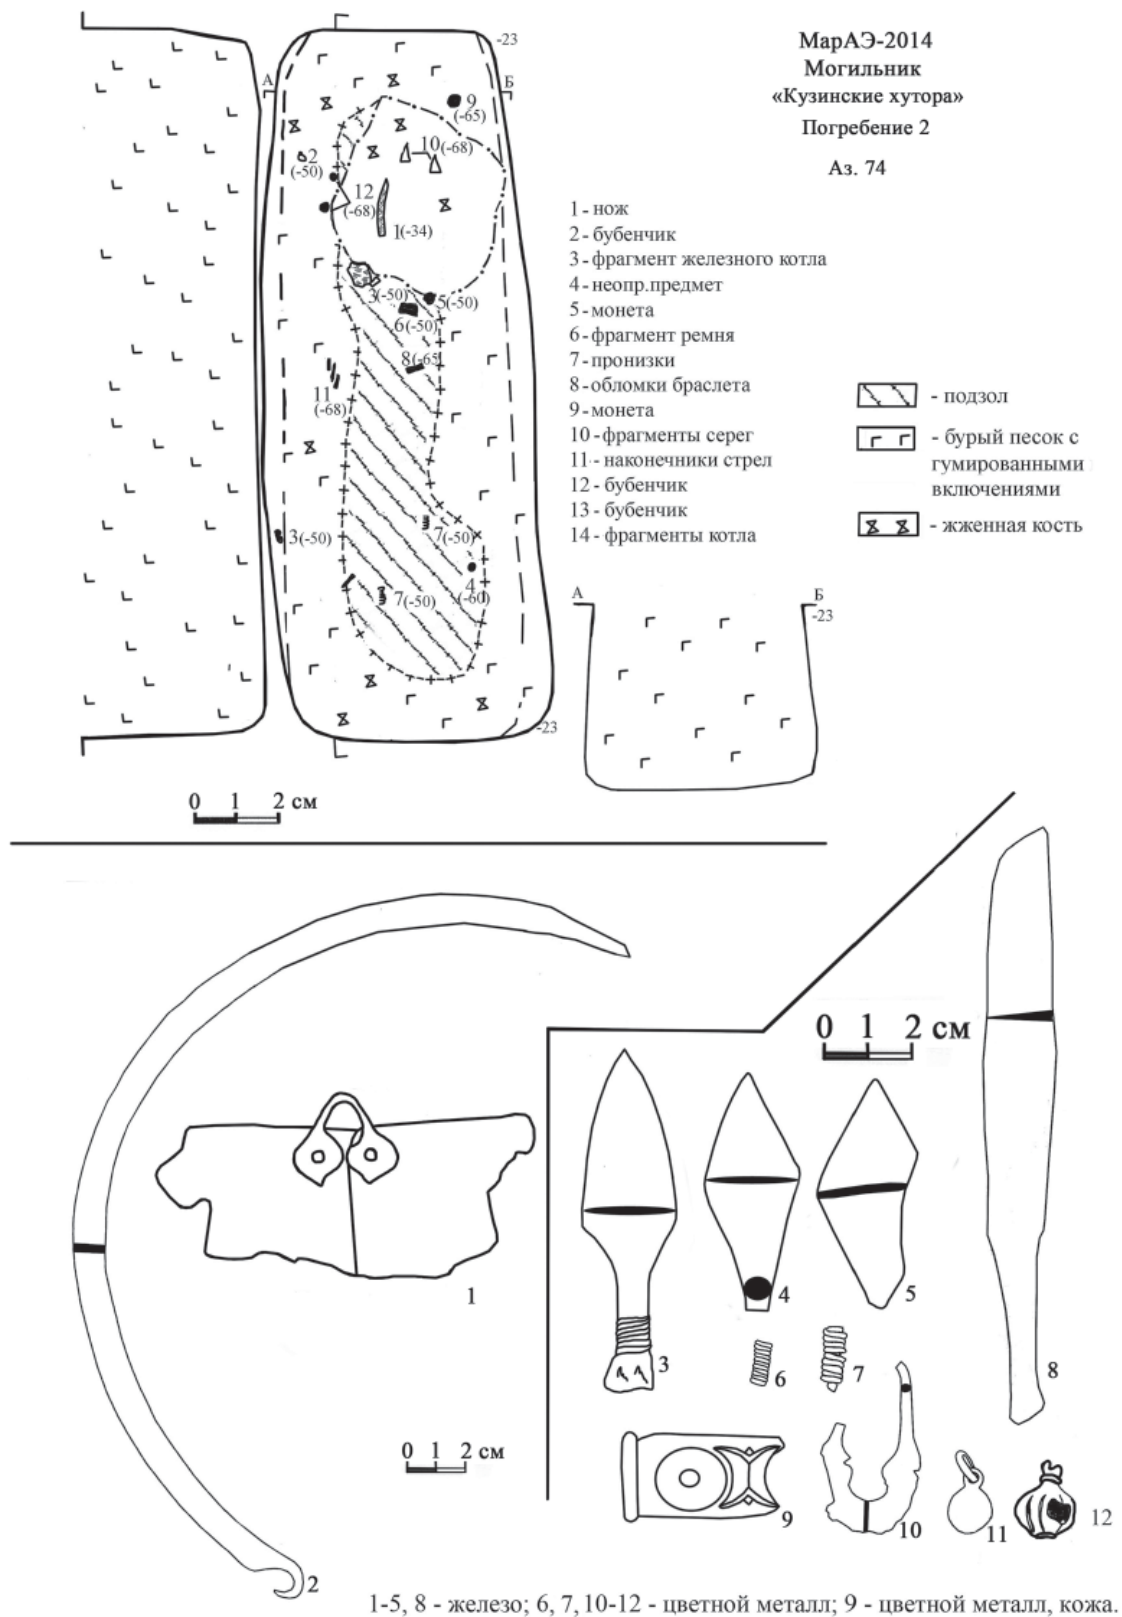 МарАЭ-2014
Могильник
«Кузинские хутора»
Погребение 2
Аз. 74
-23
А
Б
9
(-65)
2
(-50)
10(-68)
12
(-68)
1(-34)
3(-50)
5(-50)
6(-50)
8(-65
11
(-68)
3(-50)
7(-50)
4
(-60)
7(-50)
-23
1 - нож
2 - бубенчик
3 - фрагмент железного котла
4 - неопр.предмет
5 - монета
6 - фрагмент ремня
7 - пронизки
8 - обломки браслета
9 - монета
10 - фрагменты серег
11 - наконечники стрел
12 - бубенчик
13 - бубенчик
14 - фрагменты котла
- подзол
- бурый песок с
гумированными
включениями
- жженная кость
А
Б
-23
0 1 2 см
0 1 2 см
1
2
3
4
5
6
7
8
9
10
11
12
0 1 2 см
1-5, 8 - железо; 6, 7, 10-12 - цветной металл; 9 - цветной металл, кожа.